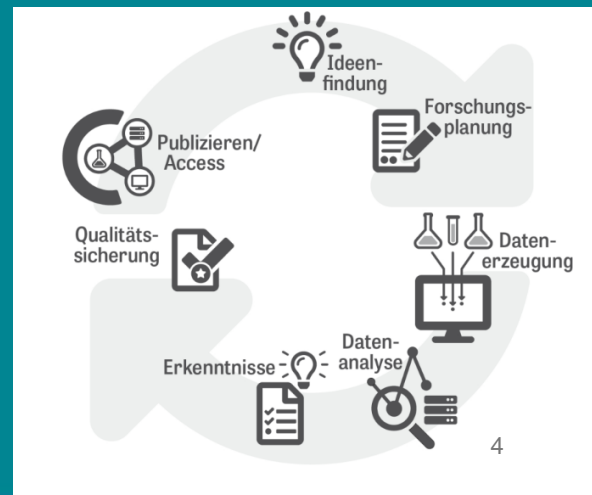 Ideen-
findung
Forschungs-
planung
Daten-
erzeugung
Daten-
analyse
Erkenntnisse
Qualitäts-
sicherung
Publizieren/
Access
4